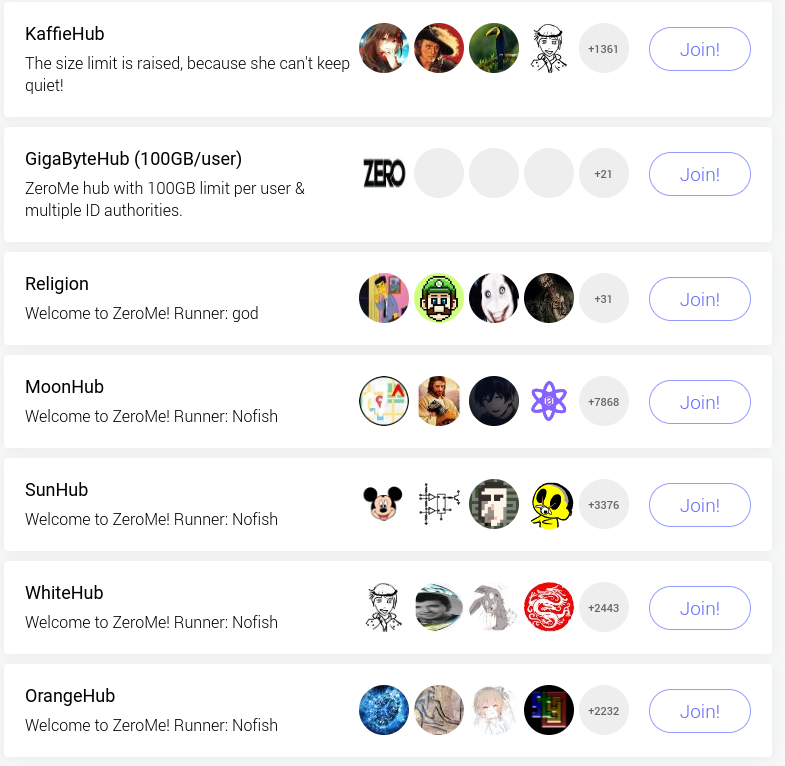 KaffieHub
The size limit is raised, because she can't keep
quiet!
+1361
Join!
GigaByteHub (100GB/user)
ZeroMe hub with 100GB limit per user &
multiple ID authorities.
ZERO
+21
Join!
Religion
Welcome to ZeroMe! Runner: god
+31
Join!
MoonHub
Welcome to ZeroMe! Runner: Nofish
+7868
Join!
SunHub
Welcome to ZeroMe! Runner: Nofish
+3376
Join!
WhiteHub
Welcome to ZeroMe! Runner: Nofish
+2443
Join!
OrangeHub
Welcome to ZeroMe! Runner: Nofish
+2232
Join!